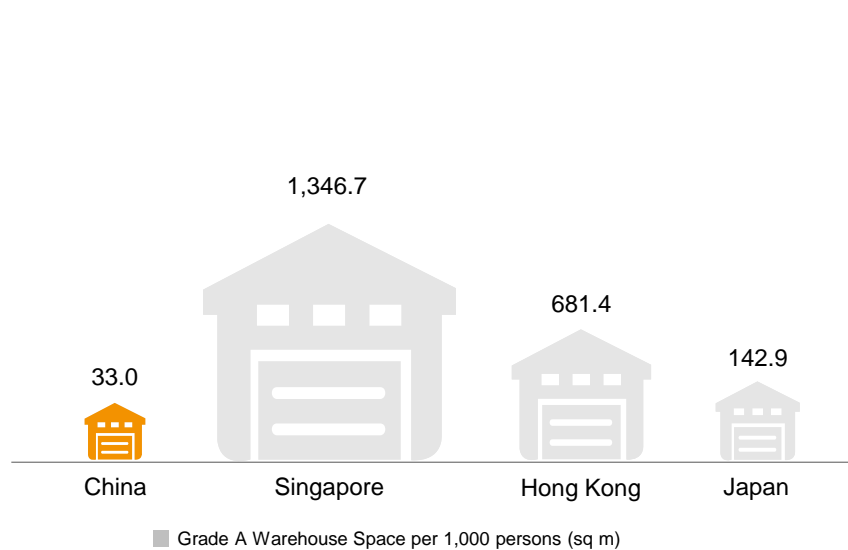 1,346.7
681.4
142.9
33.0
China
Singapore
Hong Kong
Japan
Grade A Warehouse Space per 1,000 persons (sq m)